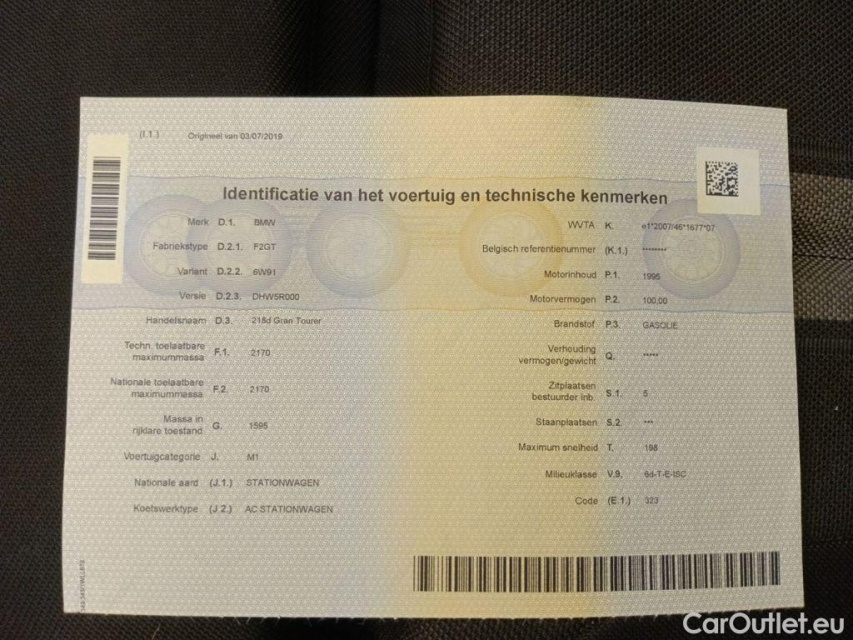 (I.1.) Origineel van 03/07/2019
Identificatie van het voertuig en technische kenmerken
Merk D.1. BMW
Fabriekstype D.2.1. F2GT
Variant D.2.2. 6W91
Versie D.2.3. DHW5R000
Handelsnaam D.3. 218d Gran Tourer
Techn. toelaatbare
maximummassa F.1. 2170
Nationale toelaatbare
maximummassa F.2. 2170
Massa in
rijklare toestand G. 1595
Voertuigcategorie J. M1
Nationale aard (J.1.) STATIONWAGEN
Koetswerktype (J.2.) AC STATIONWAGEN
WVTA K. e1*2007/46*1677*07
Belgisch referentienummer (K.1.) ********
Motorinhoud P.1. 1995
Motorvermogen P.2. 100,00
Brandstof P.3. GASOLIE
Verhouding
vermogen/gewicht Q. *****
Zitplaatsen
bestuurder inb. S.1. 5
Staanplaatsen S.2. ***
Maximum snelheid T. 198
Milieuklasse V.9. 6d-T-E-ISC
Code (E.1.) 323
CarOutlet.eu